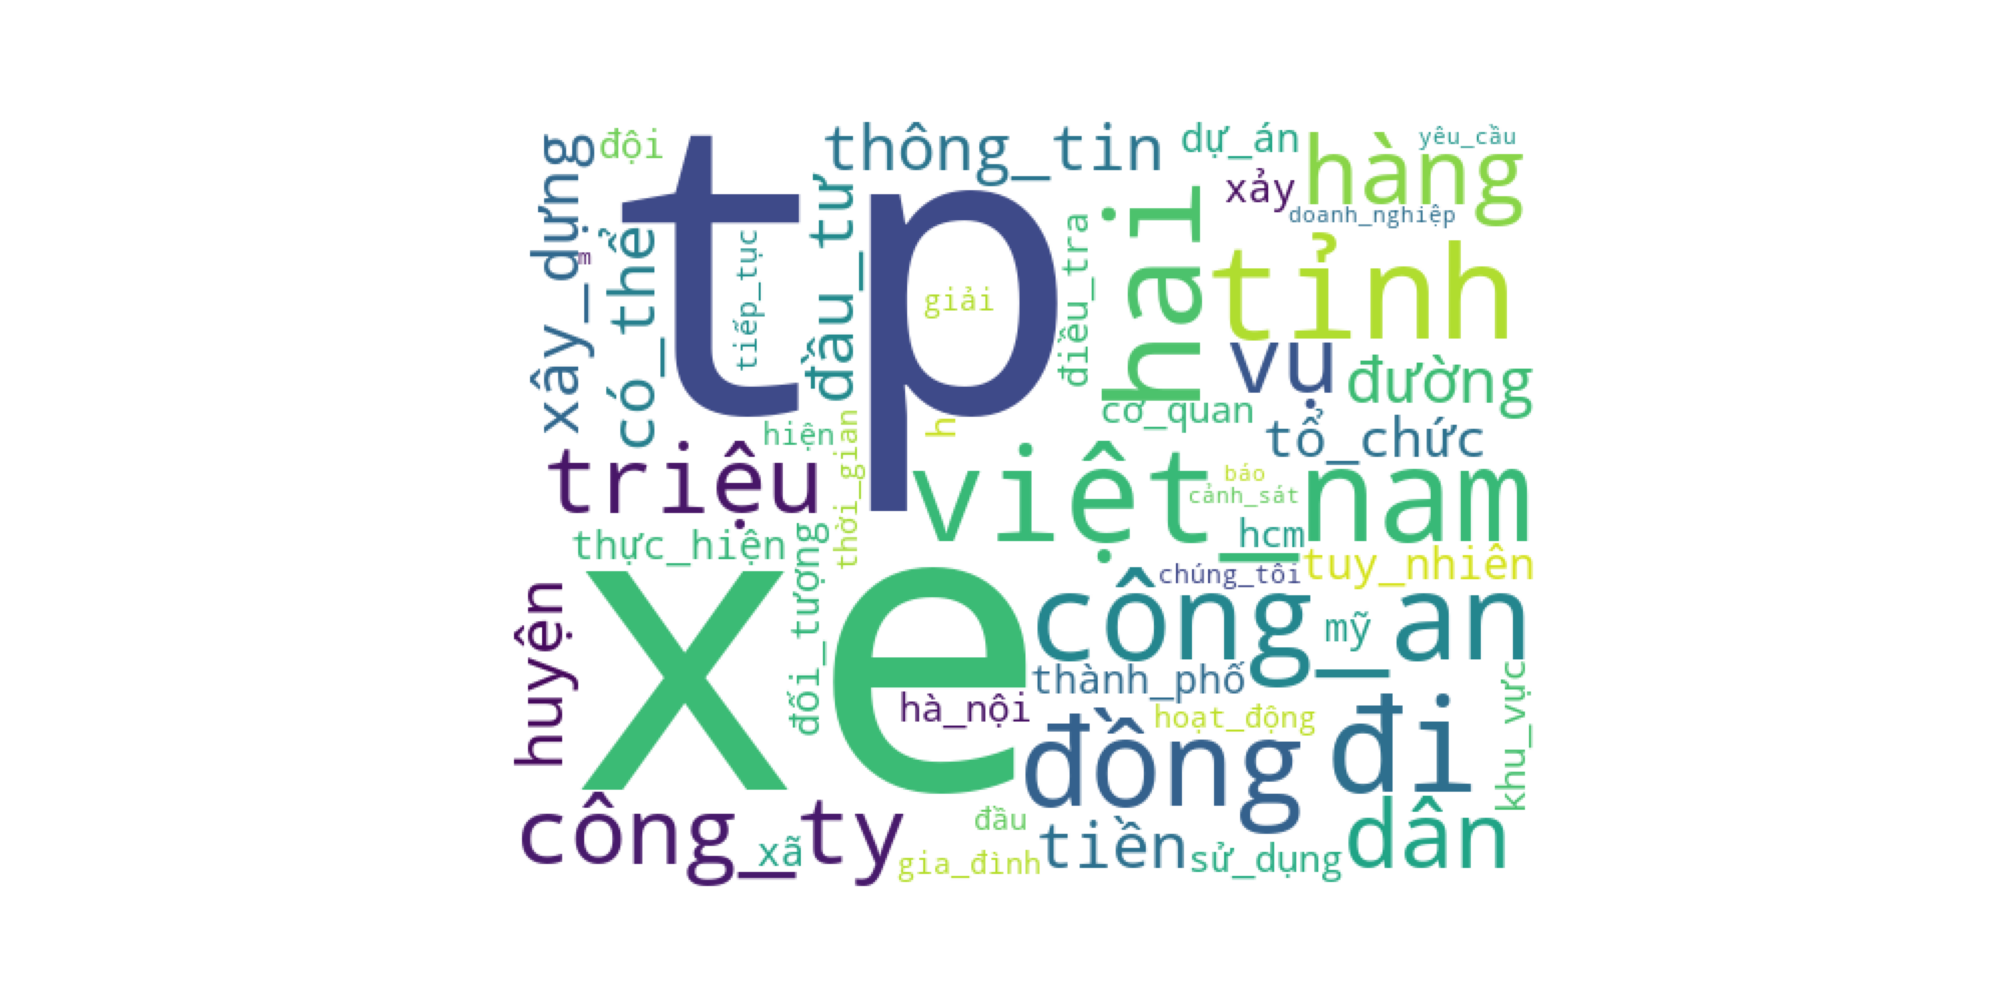 tp
xe
việt_nam
hai
tỉnh
công_an
đồng
đi
hàng
triệu
công_ty
vụ
dân
thông_tin
đầu_tư
có_thể
xây_dựng
huyện
đường
tổ_chức
tiền
đội
dự_án
yêu_cầu
xảy
doanh_nghiệp
m
tiếp_tục
giải
điều_tra
cơ_quan
hiện
thời_gian
h
báo
cảnh_sát
hcm
tuy_nhiên
chúng_tôi
thực_hiện
đối_tượng
mỹ
thành_phố
hà_nội
hoạt_động
khu_vực
xã
đầu
gia_đình
sử_dụng